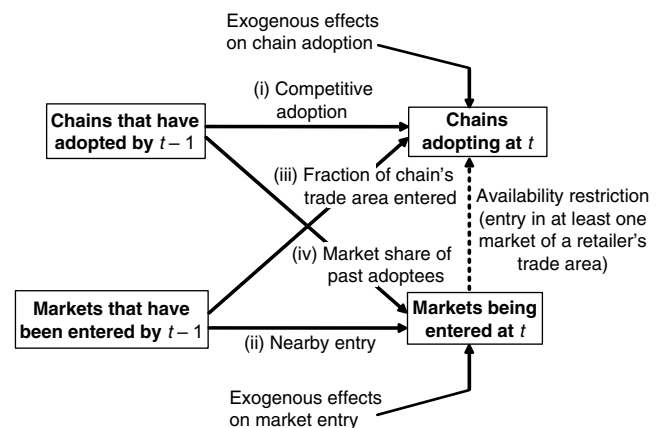 Exogenous effects
on chain adoption
(i) Competitive
adoption
Chains that have
adopted by t – 1
Chains
adopting at t
(iii) Fraction of chain's
trade area entered
Availability restriction
(entry in at least one
market of a retailer's
trade area)
(iv) Market share of
past adoptees
Markets that have
been entered by t – 1
Markets being
entered at t
(ii) Nearby entry
Exogenous effects
on market entry